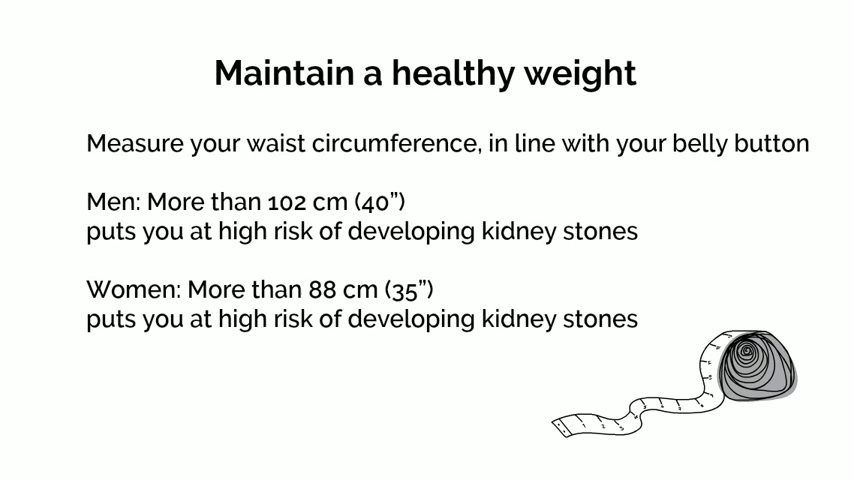 Maintain a healthy weight
Measure your waist circumference, in line with your belly button
Men: More than 102 cm (40”)
puts you at high risk of developing kidney stones
Women: More than 88 cm (35”)
puts you at high risk of developing kidney stones